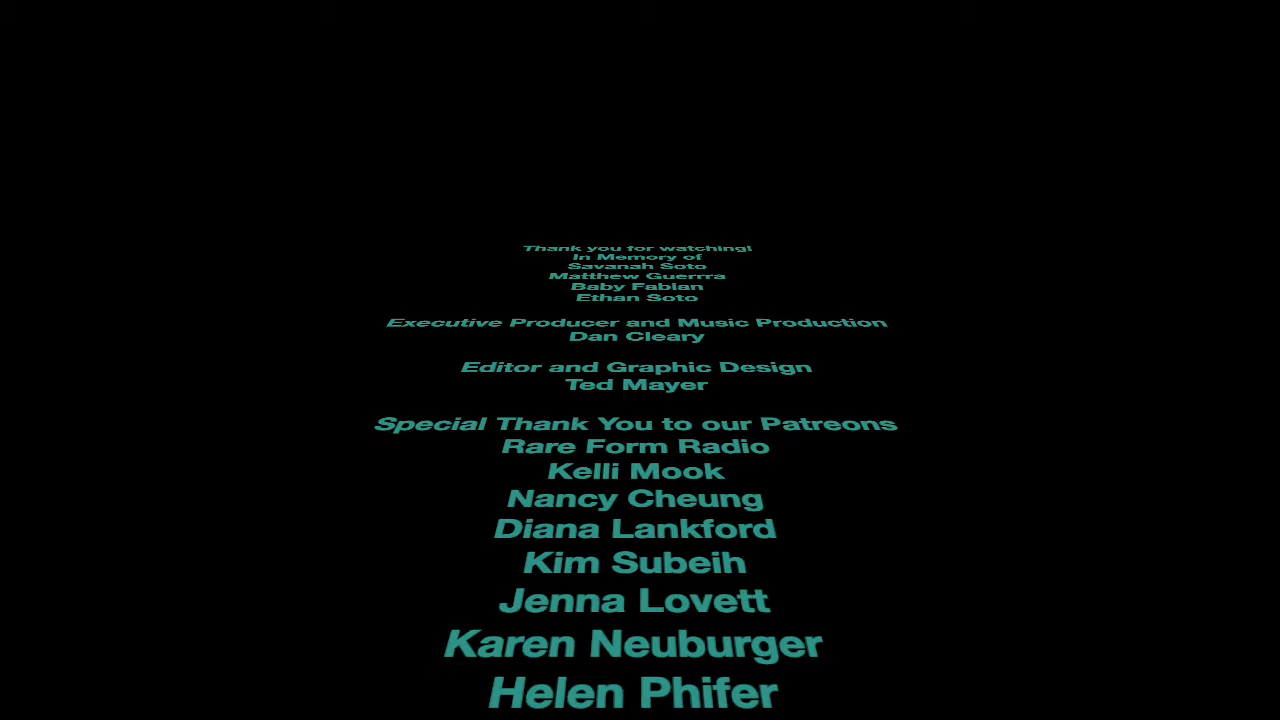 Thank you for watching!
In Memory of
Savanah Soto
Matthew Guerrra
Baby Fabian
Ethan Soto
Executive Producer and Music Production
Dan Cleary
Editor and Graphic Design
Ted Mayer
Special Thank You to our Patreons
Rare Form Radio
Kelli Mook
Nancy Cheung
Diana Lankford
Kim Subeih
Jenna Lovett
Karen Neuburger
Helen Phifer